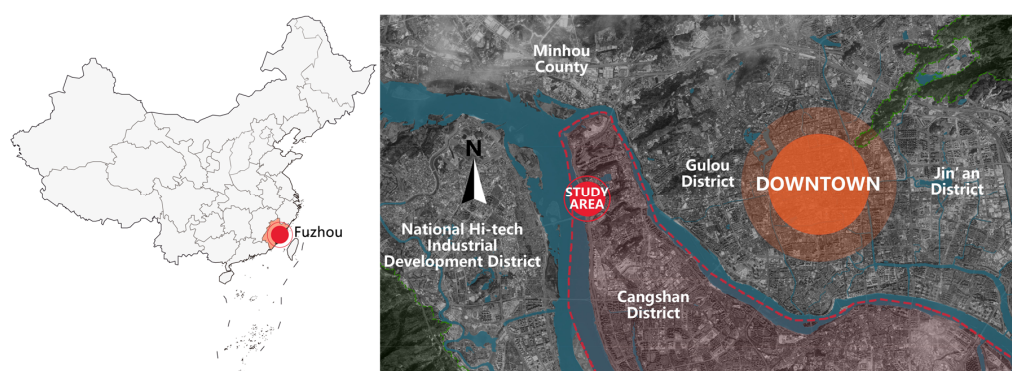 Fuzhou
Minhou
County
N
STUDY
AREA
Gulou
District
DOWNTOWN
Jin' an
District
National Hi-tech
Industrial
Development District
Cangshan
District